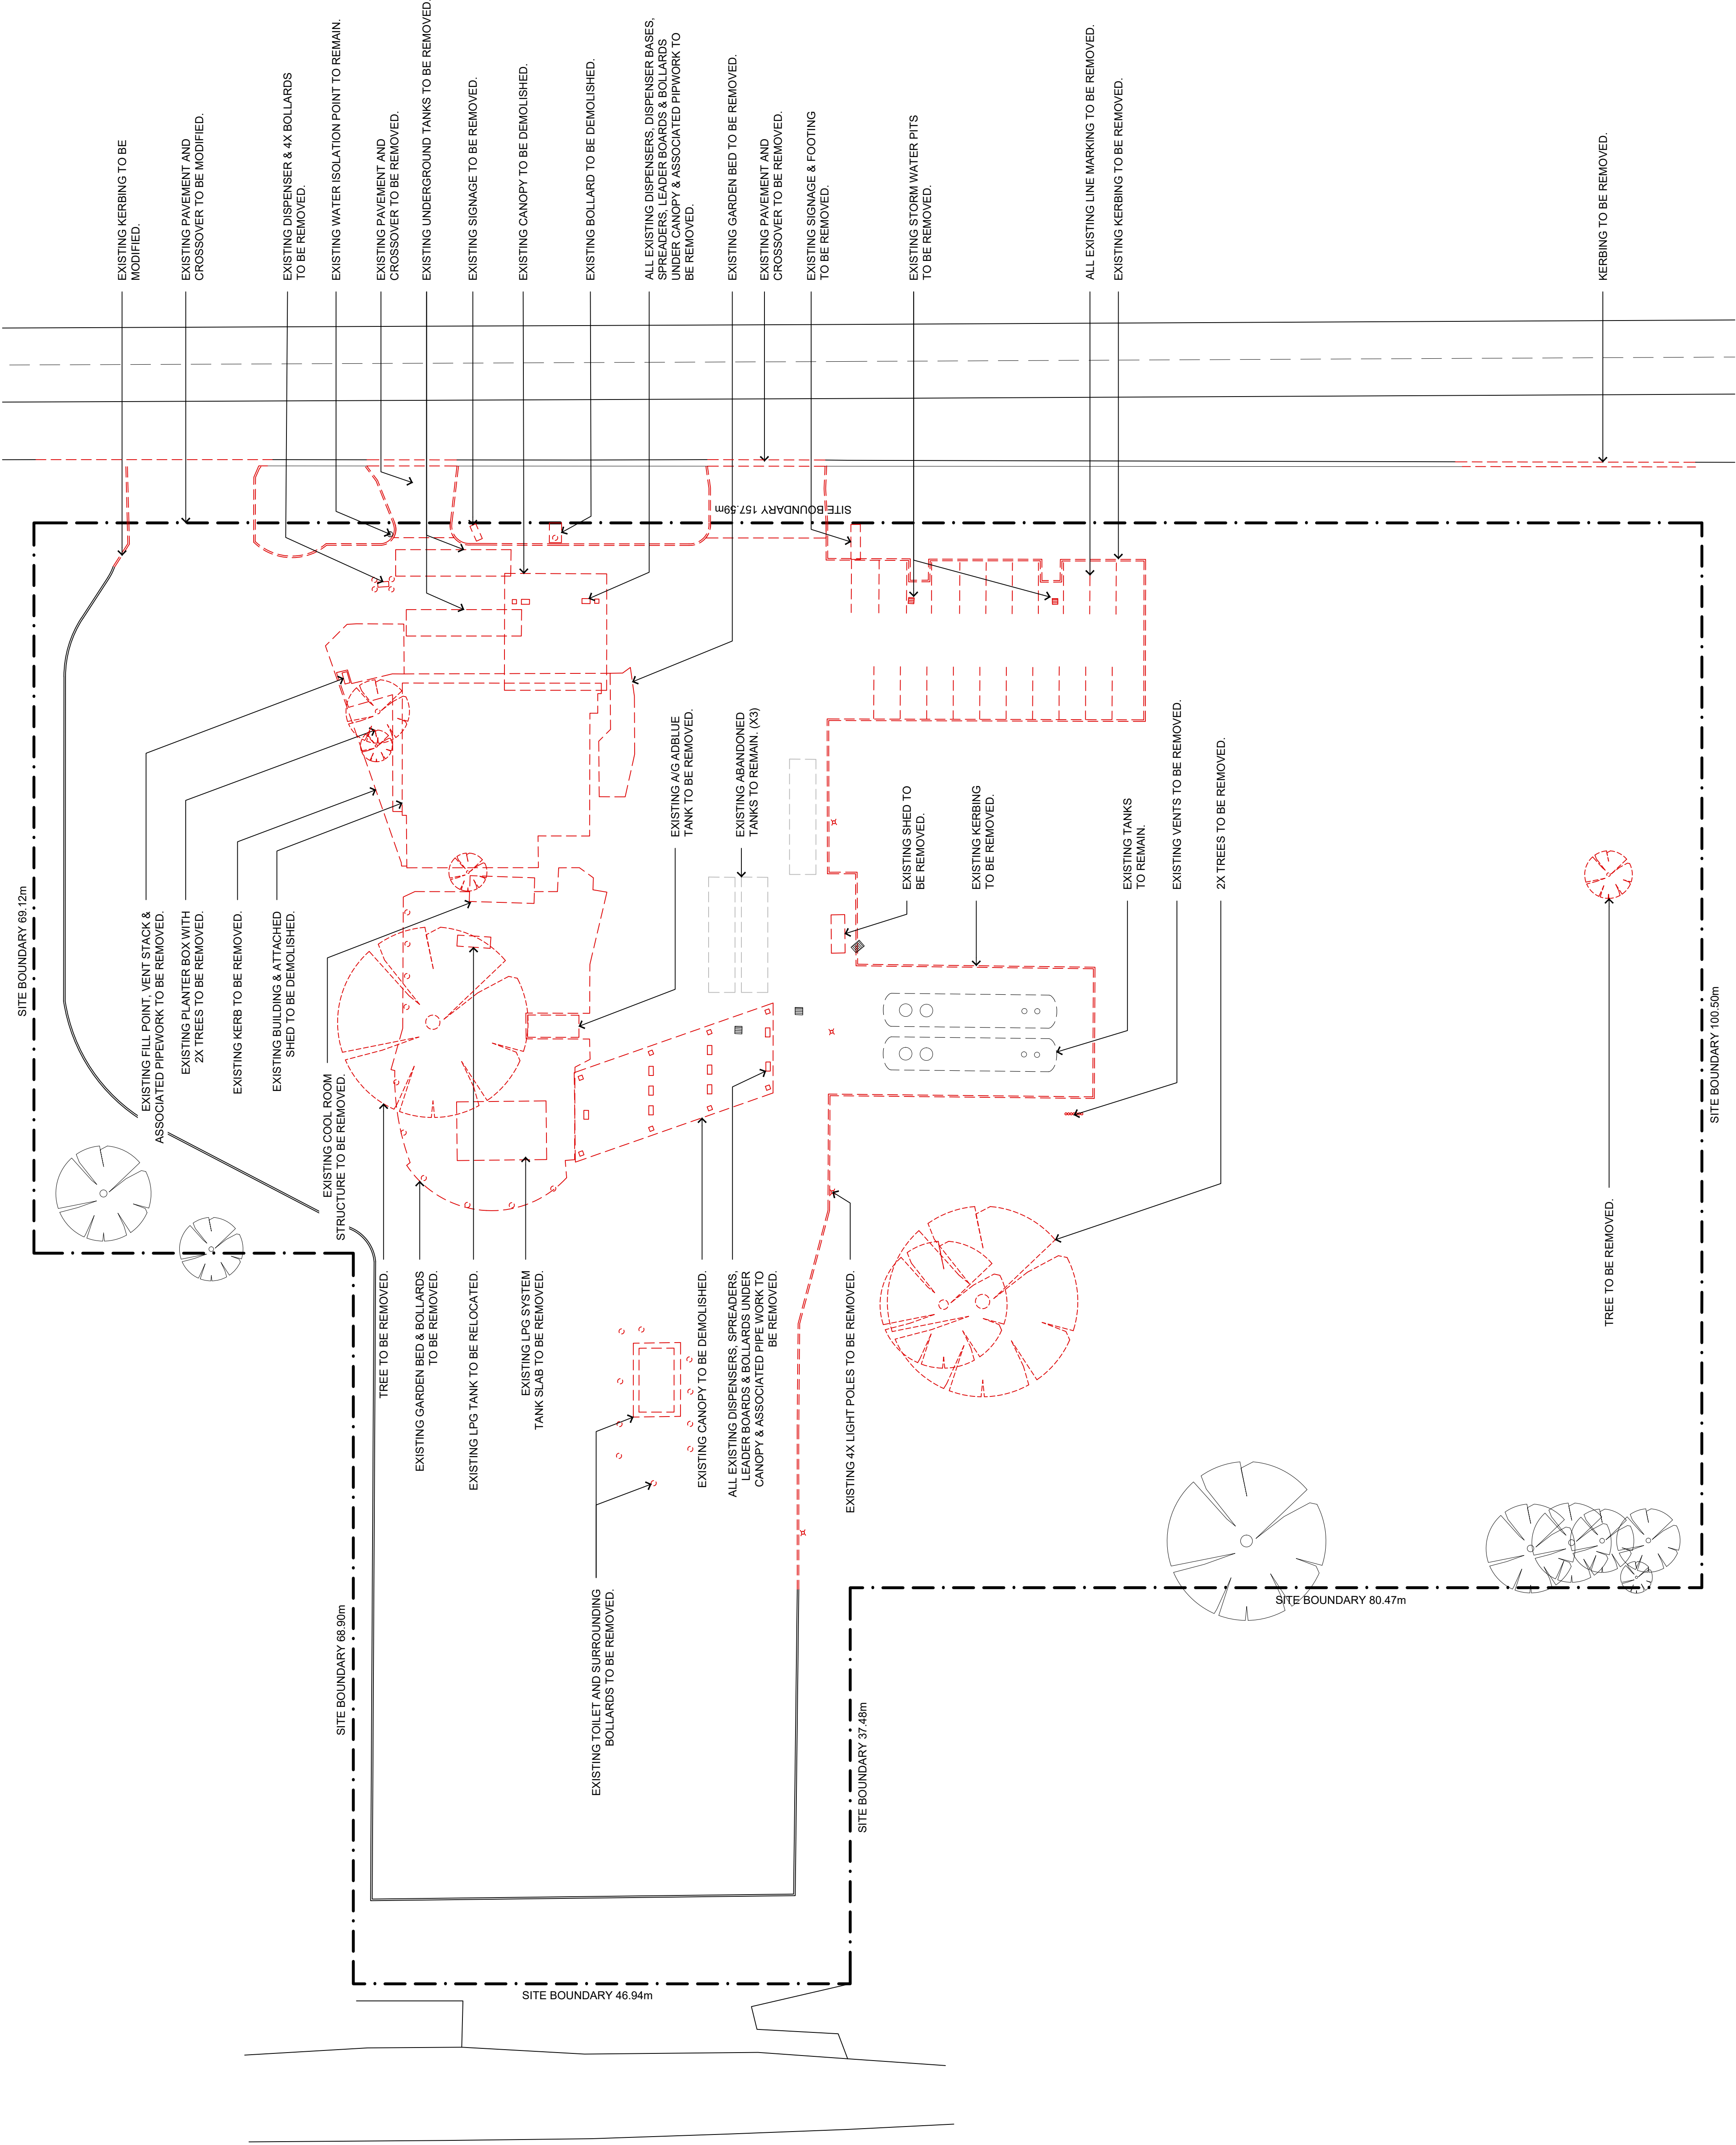 EXISTING KERBING TO BE
MODIFIED.
EXISTING PAVEMENT AND
CROSSOVER TO BE MODIFIED.
EXISTING DISPENSER & 4X BOLLARDS
TO BE REMOVED.
EXISTING WATER ISOLATION POINT TO REMAIN.
EXISTING PAVEMENT AND
CROSSOVER TO BE REMOVED.
EXISTING UNDERGROUND TANKS TO BE REMOVED.
EXISTING SIGNAGE TO BE REMOVED.
EXISTING CANOPY TO BE DEMOLISHED.
EXISTING BOLLARD TO BE DEMOLISHED.
ALL EXISTING DISPENSERS, DISPENSER BASES,
SPREADERS, LEADER BOARDS & BOLLARDS
UNDER CANOPY & ASSOCIATED PIPWORK TO
BE REMOVED.
EXISTING GARDEN BED TO BE REMOVED.
EXISTING PAVEMENT AND
CROSSOVER TO BE REMOVED.
EXISTING SIGNAGE & FOOTING
TO BE REMOVED.
EXISTING STORM WATER PITS
TO BE REMOVED.
ALL EXISTING LINE MARKING TO BE REMOVED.
EXISTING KERBING TO BE REMOVED.
KERBING TO BE REMOVED.
SITE BOUNDARY 157.59m
SITE BOUNDARY 69.12m
EXISTING FILL POINT, VENT STACK &
ASSOCIATED PIPEWORK TO BE REMOVED.
EXISTING PLANTER BOX WITH
2X TREES TO BE REMOVED.
EXISTING KERB TO BE REMOVED.
EXISTING BUILDING & ATTACHED
SHED TO BE DEMOLISHED.
EXISTING COOL ROOM
STRUCTURE TO BE REMOVED.
EXISTING A/G ADBLUE
TANK TO BE REMOVED.
EXISTING ABANDONED
TANKS TO REMAIN. (X3)
EXISTING SHED TO
BE REMOVED.
EXISTING KERBING
TO BE REMOVED.
EXISTING TANKS
TO REMAIN.
EXISTING VENTS TO BE REMOVED.
2X TREES TO BE REMOVED.
SITE BOUNDARY 100.50m
TREE TO BE REMOVED.
EXISTING GARDEN BED & BOLLARDS
TO BE REMOVED.
EXISTING LPG TANK TO BE RELOCATED.
EXISTING LPG SYSTEM
TANK SLAB TO BE REMOVED.
EXISTING TOILET AND SURROUNDING
BOLLARDS TO BE REMOVED.
EXISTING CANOPY TO BE DEMOLISHED.
ALL EXISTING DISPENSERS, SPREADERS,
LEADER BOARDS & BOLLARDS UNDER
CANOPY & ASSOCIATED PIPE WORK TO
BE REMOVED.
EXISTING 4X LIGHT POLES TO BE REMOVED.
TREE TO BE REMOVED.
SITE BOUNDARY 68.90m
SITE BOUNDARY 37.48m
SITE BOUNDARY 80.47m
SITE BOUNDARY 46.94m